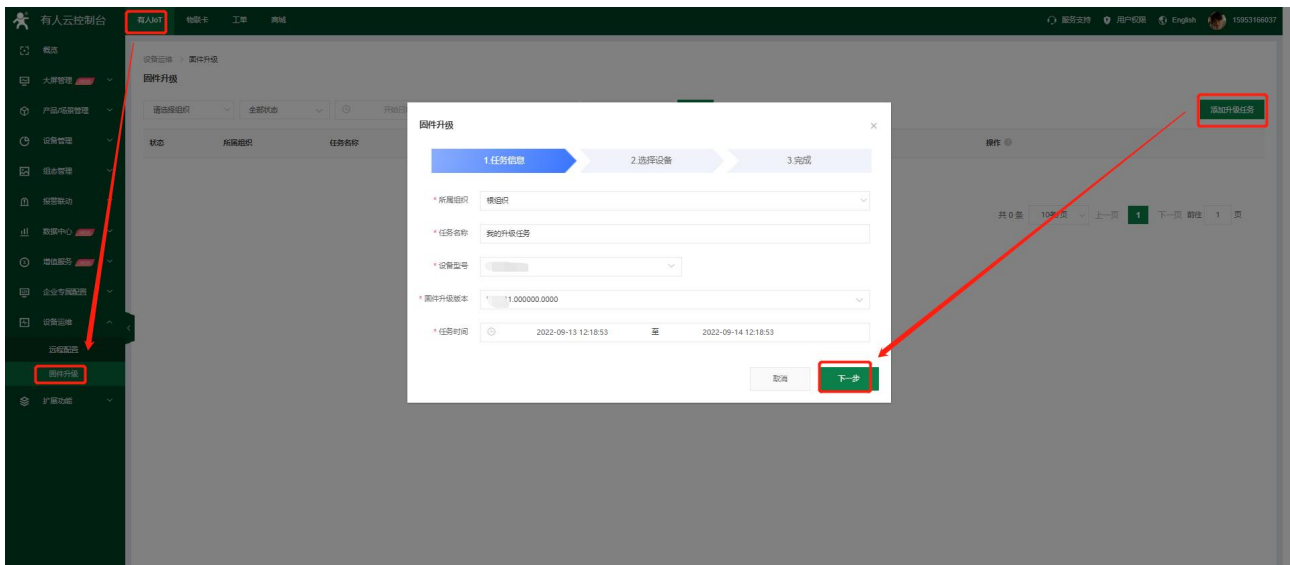 有人云控制台
有人IoT 物联卡 工单 商城
服务支持 用户权限 English 15953166037
概览
大屏管理
产品/场景管理
设备管理
组态管理
报警联动
数据中心
增值服务
企业专属配置
设备运维
远程配置
固件升级
扩展功能
设备运维 > 固件升级
固件升级
请选择组织 全部状态 开始日
添加升级任务
状态 所属组织 任务名称 操作
共 0 条 10条/页 上一页 1 下一页 前往 1 页
固件升级
1.任务信息 2.选择设备 3.完成
* 所属组织 根组织
* 任务名称 我的升级任务
* 设备型号
* 固件升级版本 1.000000.0000
* 任务时间 2022-09-13 12:18:53 至 2022-09-14 12:18:53
取消 下一步